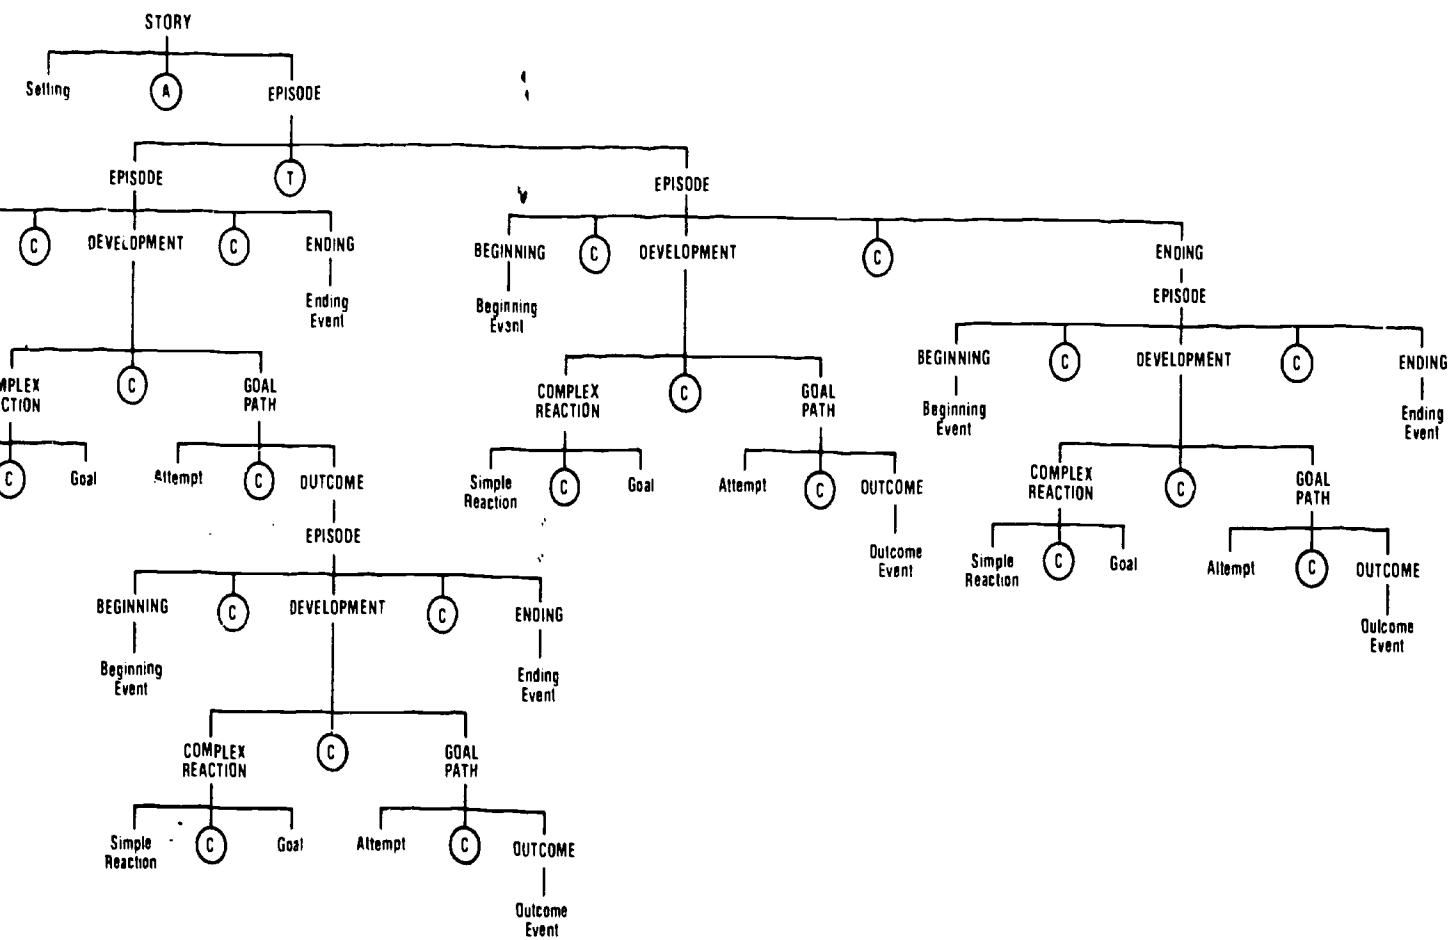 STORY
Setting A EPISODE
EPISODE T EPISODE
C DEVELOPMENT C ENDING BEGINNING C DEVELOPMENT C ENDING
Ending
Event
Beginning
Event
EPISODE
BEGINNING C DEVELOPMENT C ENDING
Beginning
Event
Ending
Event
MPLEX
CTION
C GOAL
PATH
COMPLEX
REACTION
C GOAL
PATH
C Goal Attempt C OUTCOME
Simple
Reaction
C Goal Attempt C OUTCOME
Outcome
Event
COMPLEX
REACTION
C GOAL
PATH
Simple
Reaction
C Goal Attempt C OUTCOME
Outcome
Event
EPISODE
BEGINNING C DEVELOPMENT C ENDING
Beginning
Event
Ending
Event
COMPLEX
REACTION
C GOAL
PATH
Simple
Reaction
C Goal Attempt C OUTCOME
Outcome
Event